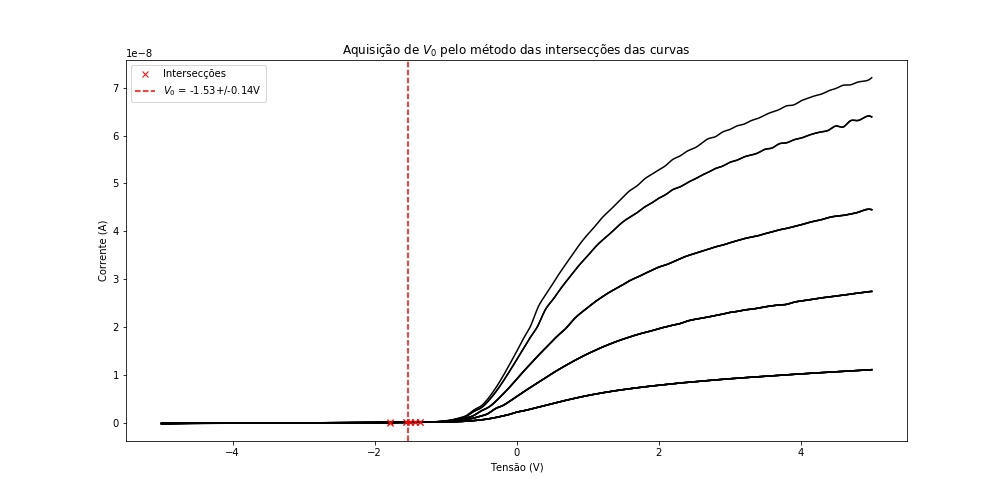 Aquisição de V₀ pelo método das intersecções das curvas
1e−8
Intersecções
V₀ = -1.53+/-0.14V
7
6
5
4
3
2
1
0
Corrente (A)
−4
−2
0
2
4
Tensão (V)